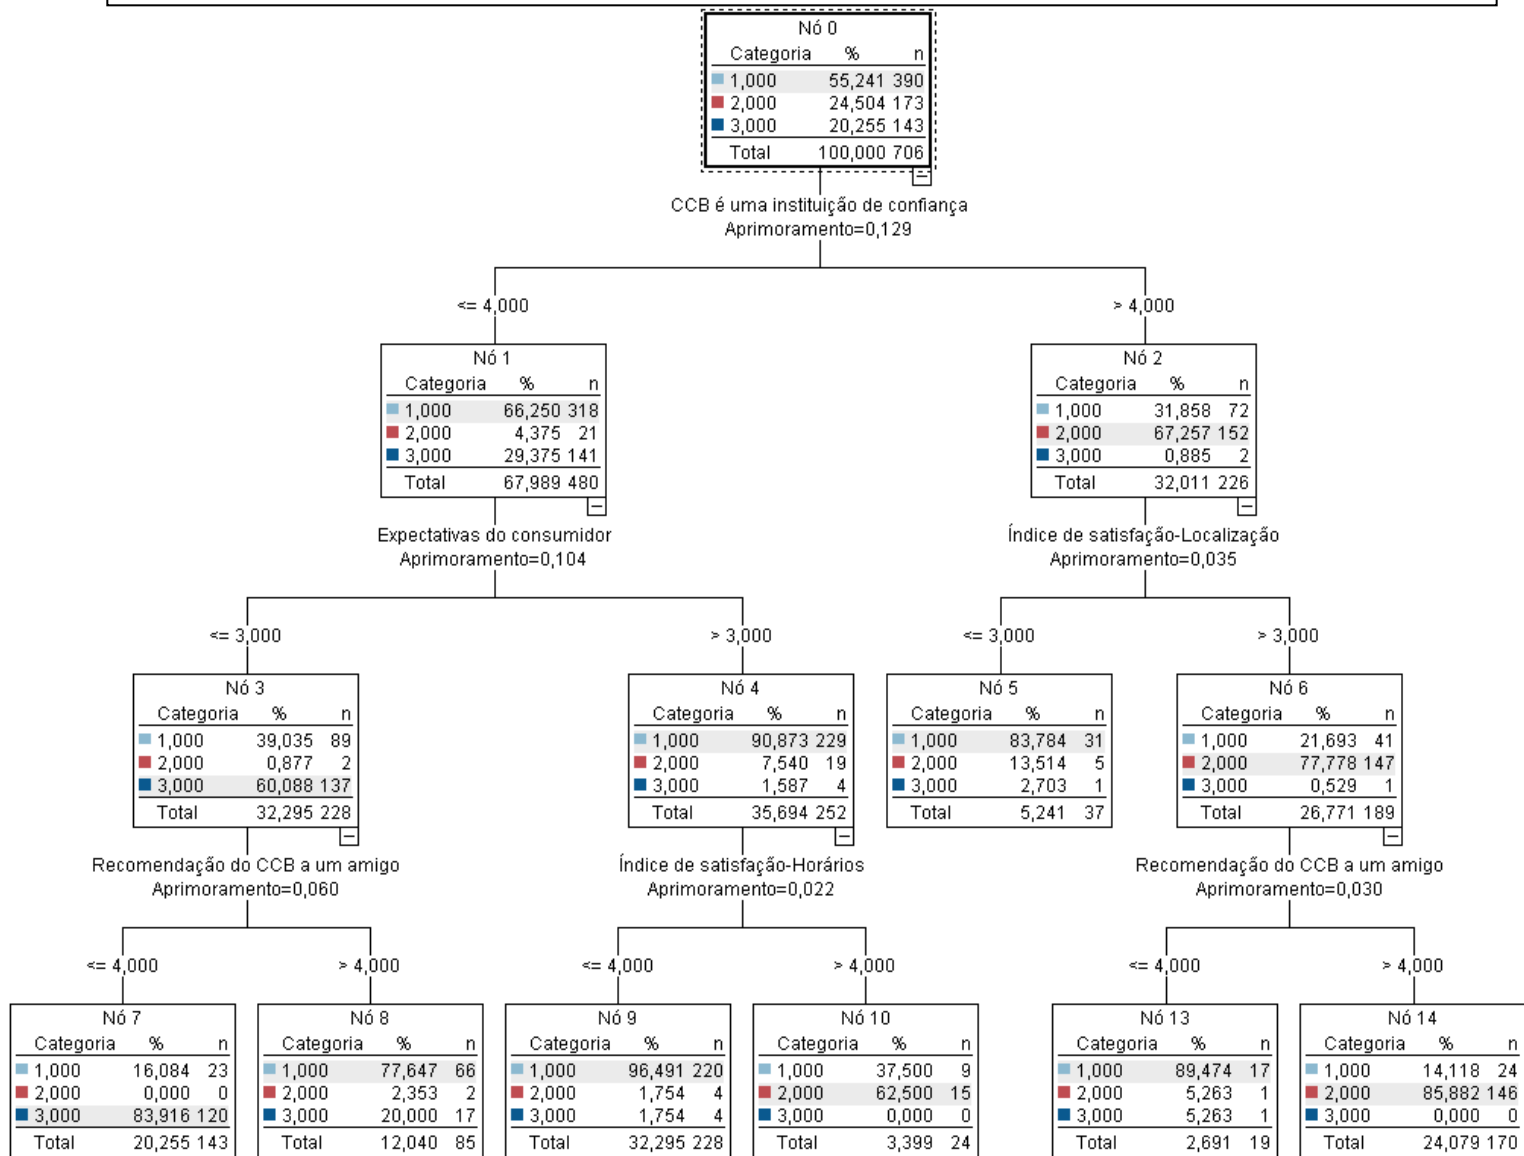 Nó 0
Categoria % n
1,000 55,241 390
2,000 24,504 173
3,000 20,255 143
Total 100,000 706
CCB é uma instituição de confiança
Aprimoramento=0,129
<= 4,000
> 4,000
Nó 1
Categoria % n
1,000 66,250 318
2,000 4,375 21
3,000 29,375 141
Total 67,989 480
Nó 2
Categoria % n
1,000 31,858 72
2,000 67,257 152
3,000 0,885 2
Total 32,011 226
Expectativas do consumidor
Aprimoramento=0,104
Índice de satisfação-Localização
Aprimoramento=0,035
<= 3,000
> 3,000
<= 3,000
> 3,000
Nó 3
Categoria % n
1,000 39,035 89
2,000 0,877 2
3,000 60,088 137
Total 32,295 228
Nó 4
Categoria % n
1,000 90,873 229
2,000 7,540 19
3,000 1,587 4
Total 35,694 252
Nó 5
Categoria % n
1,000 83,784 31
2,000 13,514 5
3,000 2,703 1
Total 5,241 37
Nó 6
Categoria % n
1,000 21,693 41
2,000 77,778 147
3,000 0,529 1
Total 26,771 189
Recomendação do CCB a um amigo
Aprimoramento=0,060
Índice de satisfação-Horários
Aprimoramento=0,022
Recomendação do CCB a um amigo
Aprimoramento=0,030
<= 4,000
> 4,000
<= 4,000
> 4,000
<= 4,000
> 4,000
Nó 7
Categoria % n
1,000 16,084 23
2,000 0,000 0
3,000 83,916 120
Total 20,255 143
Nó 8
Categoria % n
1,000 77,647 66
2,000 2,353 2
3,000 20,000 17
Total 12,040 85
Nó 9
Categoria % n
1,000 96,491 220
2,000 1,754 4
3,000 1,754 4
Total 32,295 228
Nó 10
Categoria % n
1,000 37,500 9
2,000 62,500 15
3,000 0,000 0
Total 3,399 24
Nó 13
Categoria % n
1,000 89,474 17
2,000 5,263 1
3,000 5,263 1
Total 2,691 19
Nó 14
Categoria % n
1,000 14,118 24
2,000 85,882 146
3,000 0,000 0
Total 24,079 170